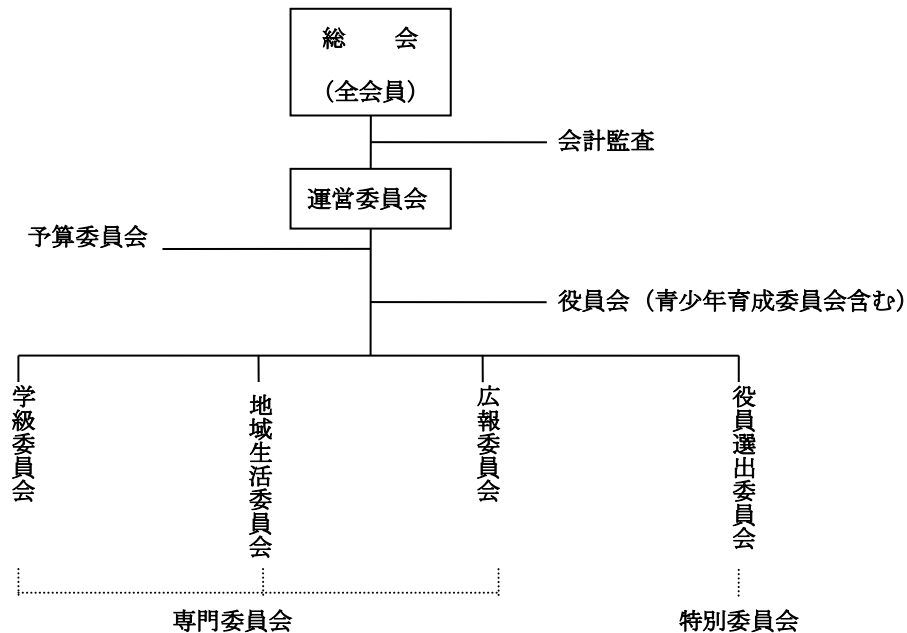 総　　会
（全会員）
会計監査
運営委員会
予算委員会
役員会（青少年育成委員会含む）
学級委員会
地域生活委員会
広報委員会
役員選出委員会
専門委員会
特別委員会